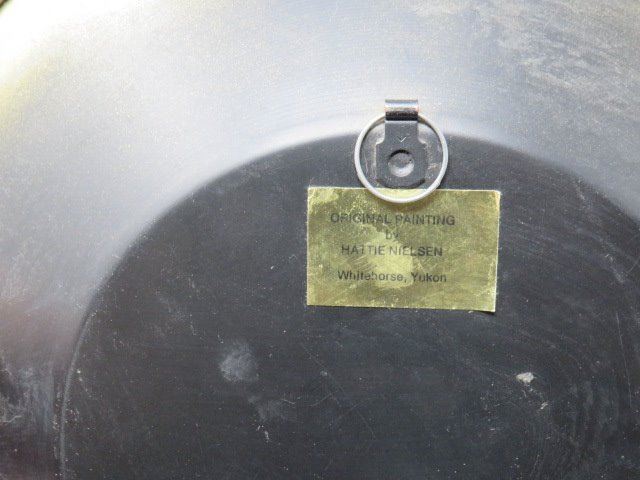 ORIGINAL PAINTING
by
HATTIE NIELSEN
Whitehorse, Yukon